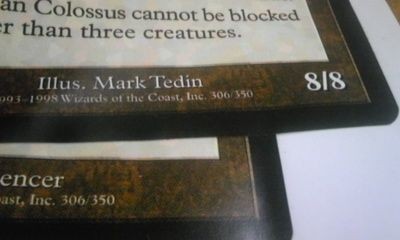 an Colossus cannot be blocked
er than three creatures.
Illus. Mark Tedin
8/8
993-1998 Wizards of the Coast, Inc. 306/350
encer
ast, Inc. 306/350